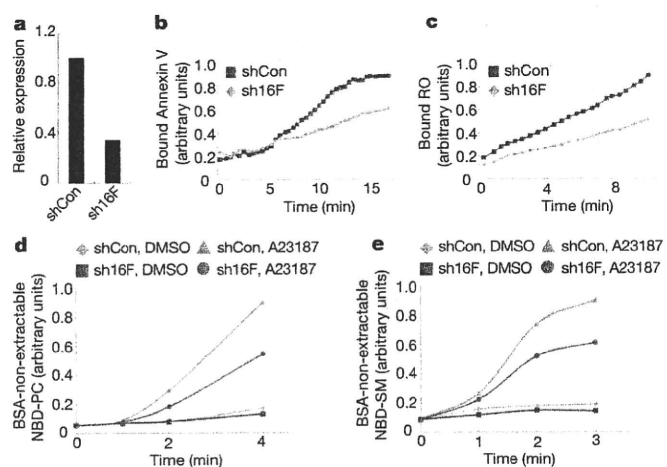 a
Relative expression
1.2
0.4
0
shCon
sh16F
b
Bound Annexin V
(arbitrary units)
1.0
0.8
0.6
0.4
0.2
0
5
10
15
Time (min)
shCon
sh16F
c
Bound RO
(arbitrary units)
1.0
0.8
0.6
0.4
0.2
0
4
8
Time (min)
shCon
sh16F
d
shCon, DMSO
shCon, A23187
sh16F, DMSO
sh16F, A23187
BSA-non-extractable
NBD-PC (arbitrary units)
1.0
0.8
0.6
0.4
0.2
0
0
1
2
4
Time (min)
e
shCon, DMSO
shCon, A23187
sh16F, DMSO
sh16F, A23187
BSA-non-extractable
NBD-SM (arbitrary units)
1.0
0.8
0.6
0.4
0.2
0
0
1
2
3
Time (min)